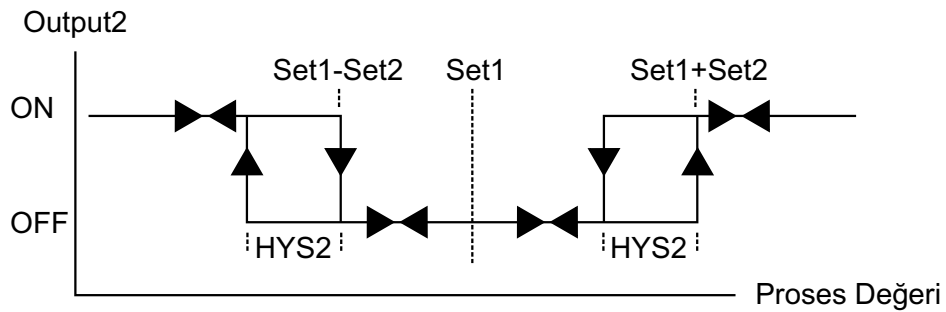 Output2
Set1-Set2 Set1 Set1+Set2
ON
OFF
HYS2 HYS2
Proses Değeri